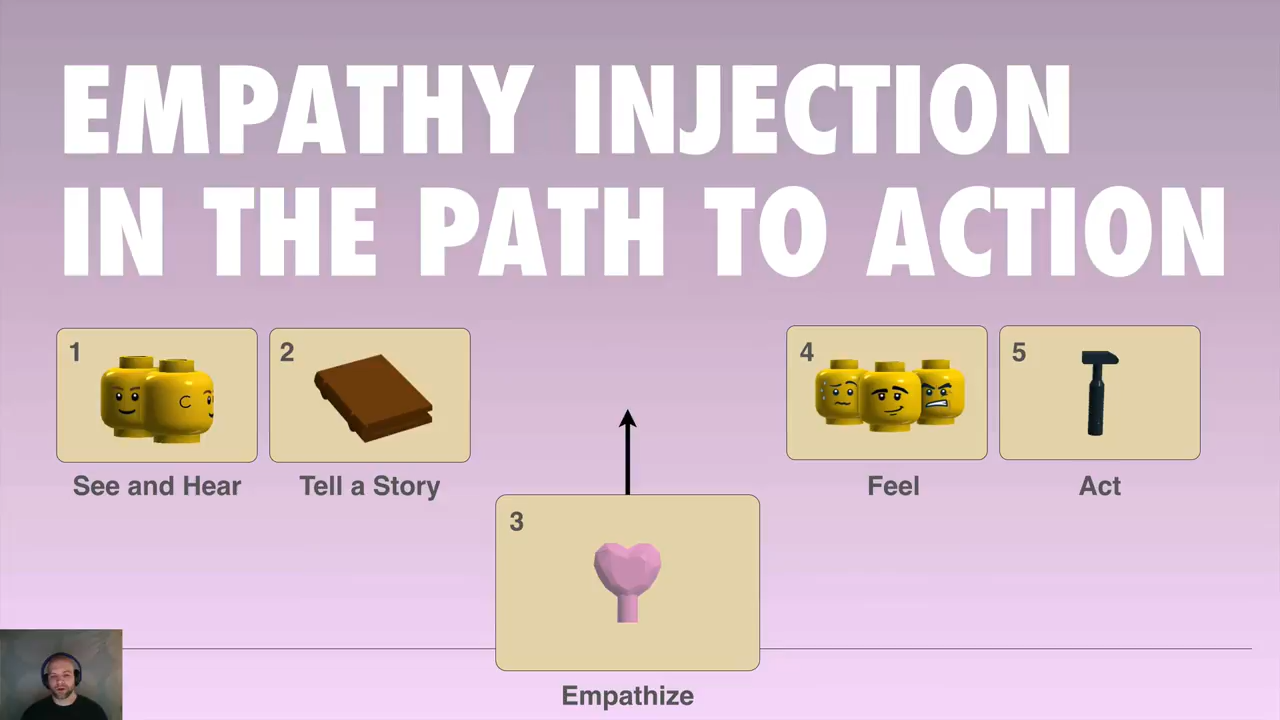 EMPATHY INJECTION
IN THE PATH TO ACTION
1
See and Hear
2
Tell a Story
3
Empathize
4
Feel
5
Act